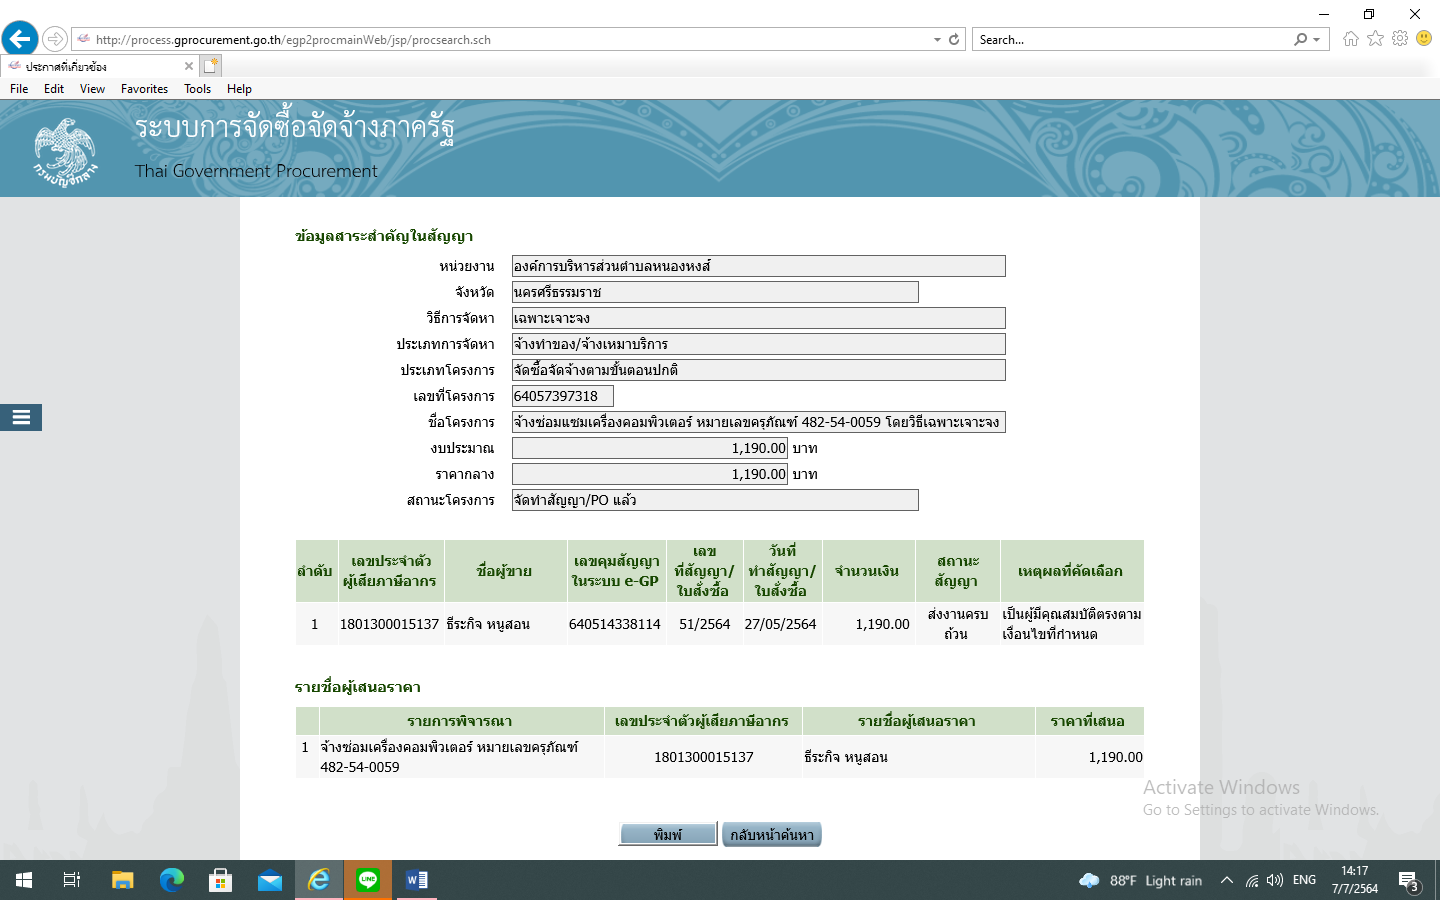 http://process.gprocurement.go.th/egp2procmainWeb/jsp/procsearch.sch
Search...
ประกาศที่เกี่ยวข้อง
File Edit View Favorites Tools Help
ระบบการจัดซื้อจัดจ้างภาครัฐ
Thai Government Procurement
กรมบัญชีกลาง
ข้อมูลสาระสำคัญในสัญญา
หน่วยงาน องค์การบริหารส่วนตำบลหนองหงส์
จังหวัด นครศรีธรรมราช
วิธีการจัดหา เฉพาะเจาะจง
ประเภทการจัดหา จ้างทำของ/จ้างเหมาบริการ
ประเภทโครงการ จัดซื้อจัดจ้างตามขั้นตอนปกติ
เลขที่โครงการ 64057397318
ชื่อโครงการ จ้างซ่อมแซมเครื่องคอมพิวเตอร์ หมายเลขครุภัณฑ์ 482-54-0059 โดยวิธีเฉพาะเจาะจง
งบประมาณ 1,190.00 บาท
ราคากลาง 1,190.00 บาท
สถานะโครงการ จัดทำสัญญา/PO แล้ว
ลำดับ เลขประจำตัวผู้เสียภาษีอากร ชื่อผู้ขาย เลขคุมสัญญาในระบบ e-GP เลขที่สัญญา/ใบสั่งซื้อ วันที่ทำสัญญา/ใบสั่งซื้อ จำนวนเงิน สถานะสัญญา เหตุผลที่คัดเลือก
1 1801300015137 ธีระกิจ หนูสอน 640514338114 51/2564 27/05/2564 1,190.00 ส่งงานครบถ้วน เป็นผู้มีคุณสมบัติตรงตามเงื่อนไขที่กำหนด
รายชื่อผู้เสนอราคา
รายการพิจารณา เลขประจำตัวผู้เสียภาษีอากร รายชื่อผู้เสนอราคา ราคาที่เสนอ
1 จ้างซ่อมเครื่องคอมพิวเตอร์ หมายเลขครุภัณฑ์ 482-54-0059 1801300015137 ธีระกิจ หนูสอน 1,190.00
Activate Windows
Go to Settings to activate Windows.
พิมพ์ กลับหน้าค้นหา
LINE
88°F Light rain ENG 14:17
7/7/2564
3